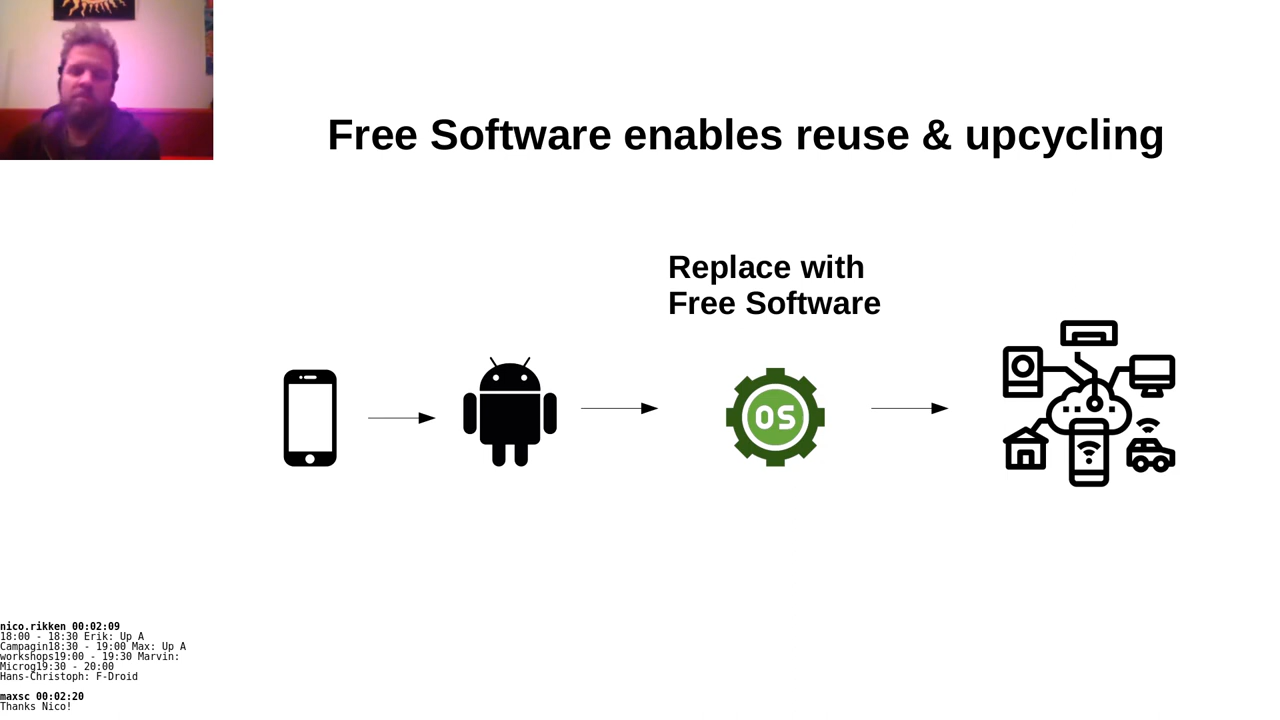 Free Software enables reuse & upcycling
Replace with
Free Software
OS
nico.rikken 00:02:09
18:00 - 18:30 Erik: Up A
Campagin18:30 - 19:00 Max: Up A
workshops19:00 - 19:30 Marvin:
Microg19:30 - 20:00
Hans-Christoph: F-Droid
maxsc 00:02:20
Thanks Nico!